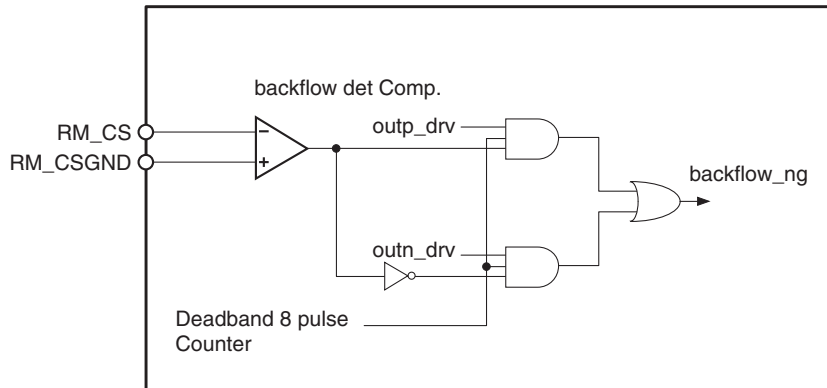 backflow det Comp.
outp_drv
RM_CS
RM_CSGND
−
+
backflow_ng
outn_drv
Deadband 8 pulse
Counter